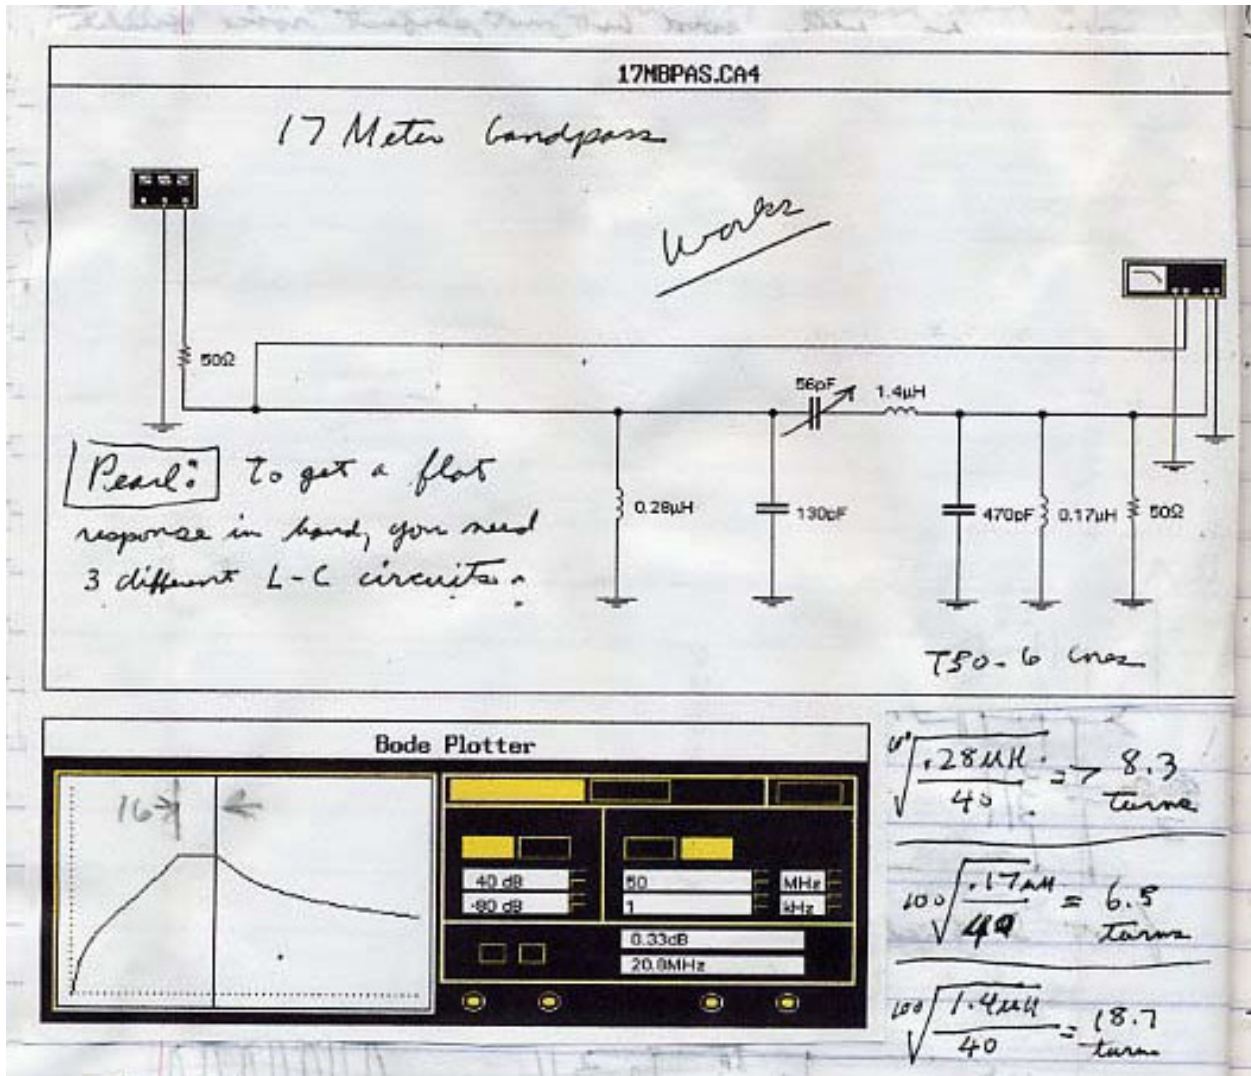 17MBPAS.CA4
17 Meter bandpass
Works
50Ω
56pF
1.4µH
Pearl: To get a flat
response in band, you need
3 different L-C circuits.
0.28µH
130pF
470pF
0.17µH
50Ω
T50-6 Cores
Bode Plotter
16
40 dB
-80 dB
50
MHz
1
kHz
0.33dB
20.8MHz
.28µH
40
=> 8.3
turns
100 √ .17µH
40
= 6.5
turns
100 √ 1.4µH
40
= 18.7
turns